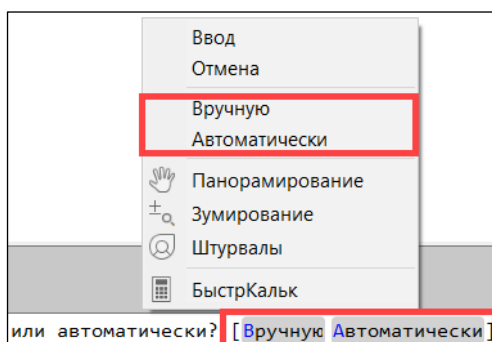 Ввод
Отмена
Вручную
Автоматически
Панорамирование
Зумирование
Штурвалы
БыстрКальк
или автоматически? [Вручную Автоматически]